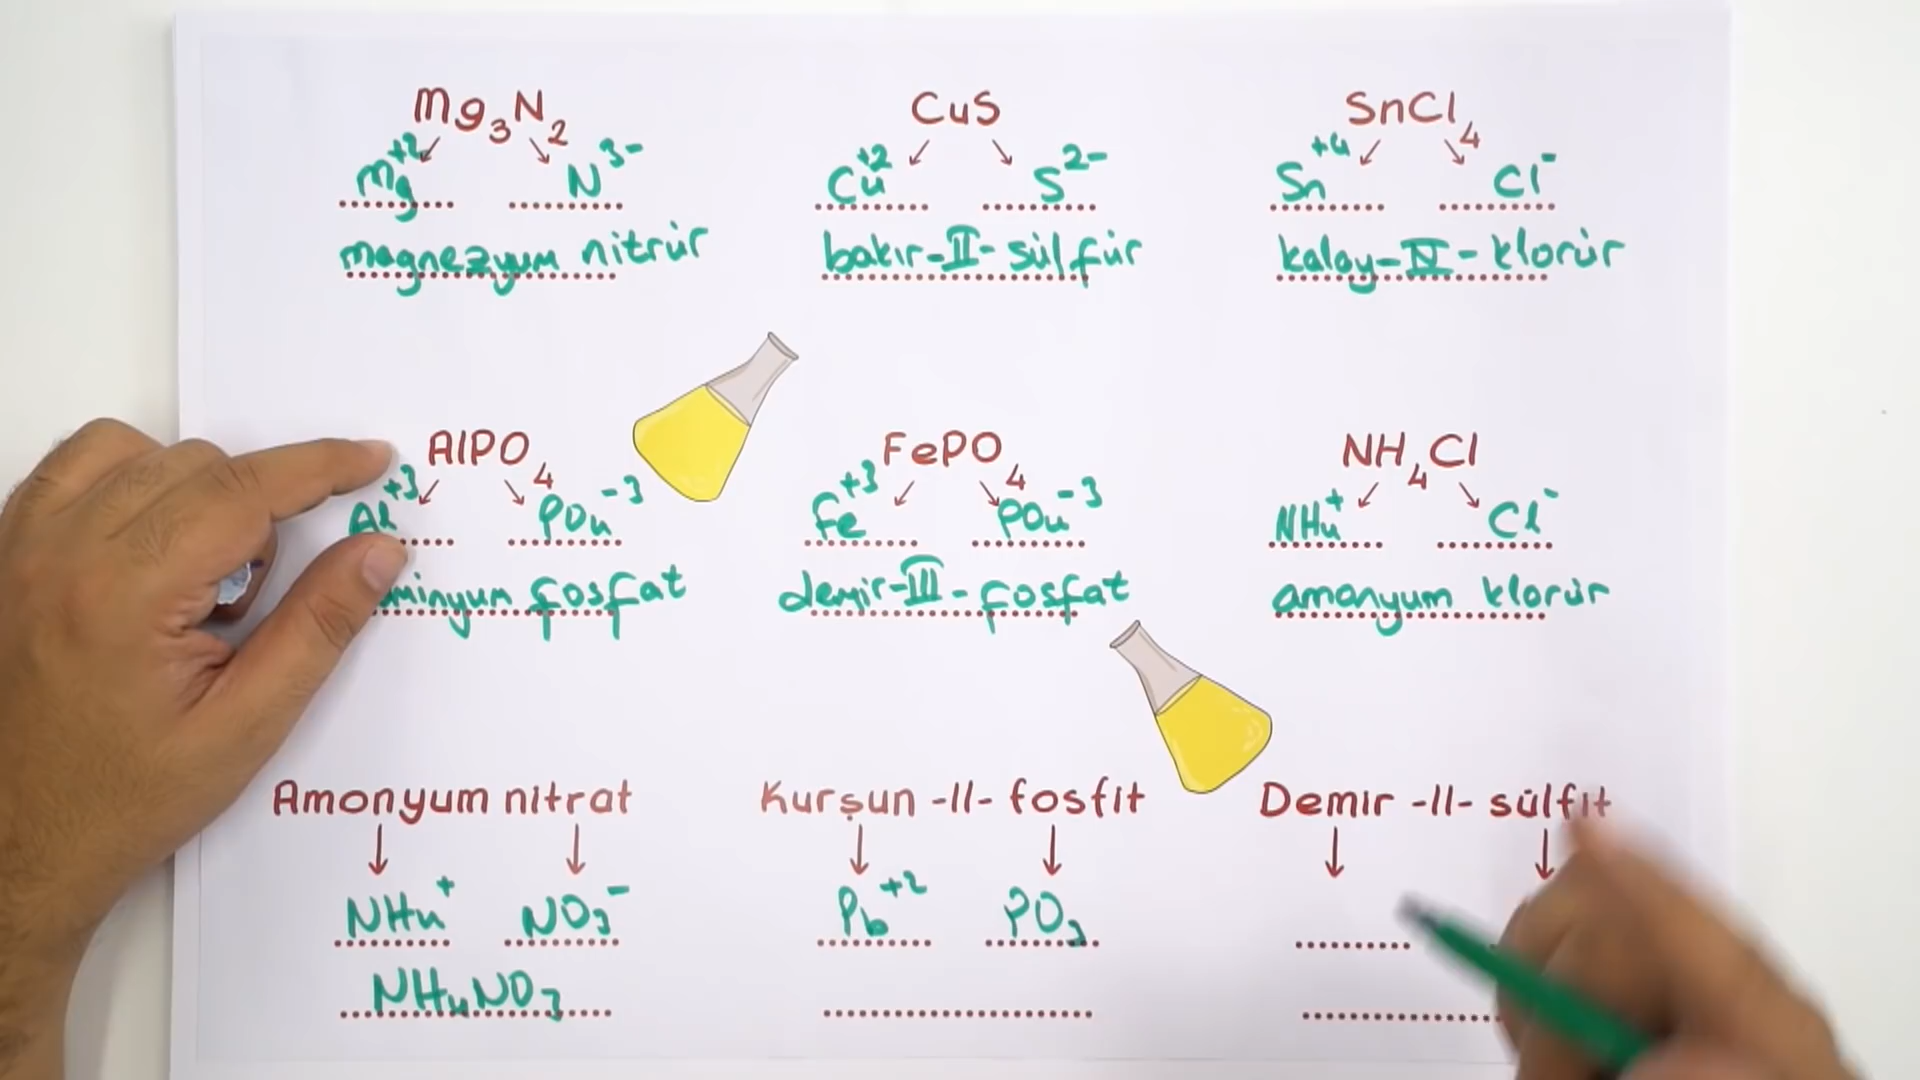 Mg₃N₂
Mg⁺² N³⁻
magnezyum nitrür
CuS
Cu⁺² S²⁻
bakır-II-sülfür
SnCl₄
Sn⁺⁴ Cl⁻
kalay-IV-klorür
AlPO₄
Al⁺³ PO₄⁻³
minyum fosfat
FePO₄
Fe⁺³ PO₄⁻³
demir-III-fosfat
NH₄Cl
NH₄⁺ Cl⁻
amonyum klorür
Amonyum nitrat
NH₄⁺ NO₃⁻
NH₄NO₃
Kurşun -II- fosfit
Pb⁺² PO₃
Demir -II- sülfit